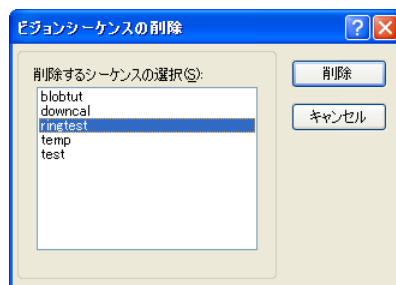 ビジョンシーケンスの削除
削除するシーケンスの選択(S):
削除
blobtut
downcal
ringtest
temp
test
キャンセル